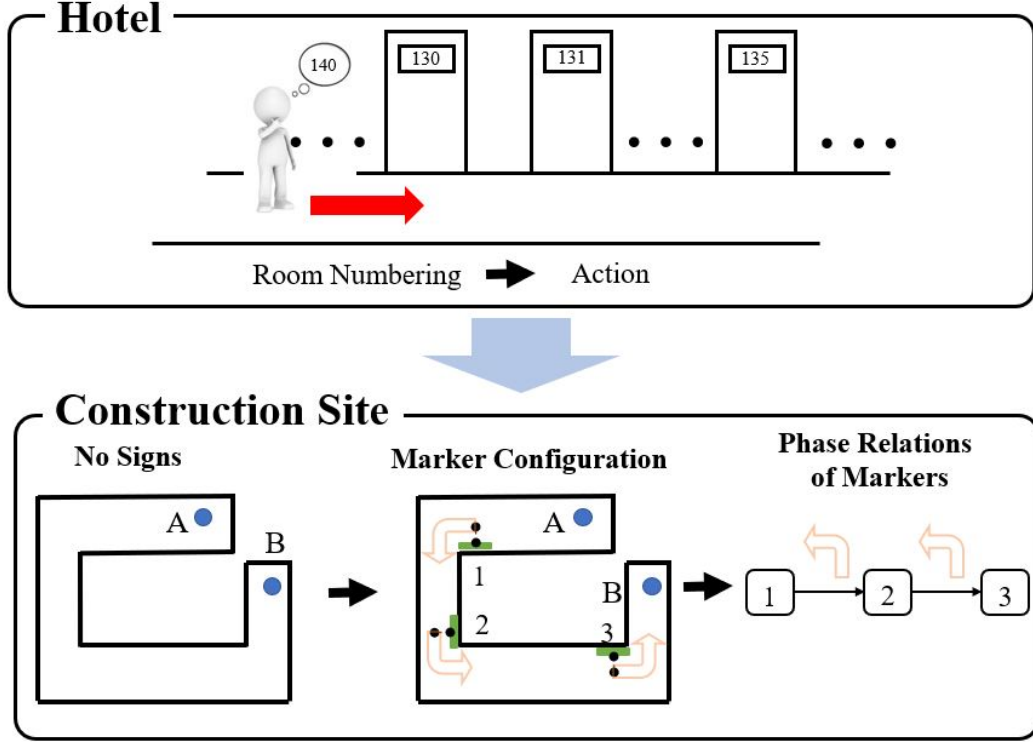 Hotel
140
130
131
135
Room Numbering
Action
Construction Site
No Signs
Marker Configuration
Phase Relations
of Markers
A
B
A
1
B
2
3
1
2
3